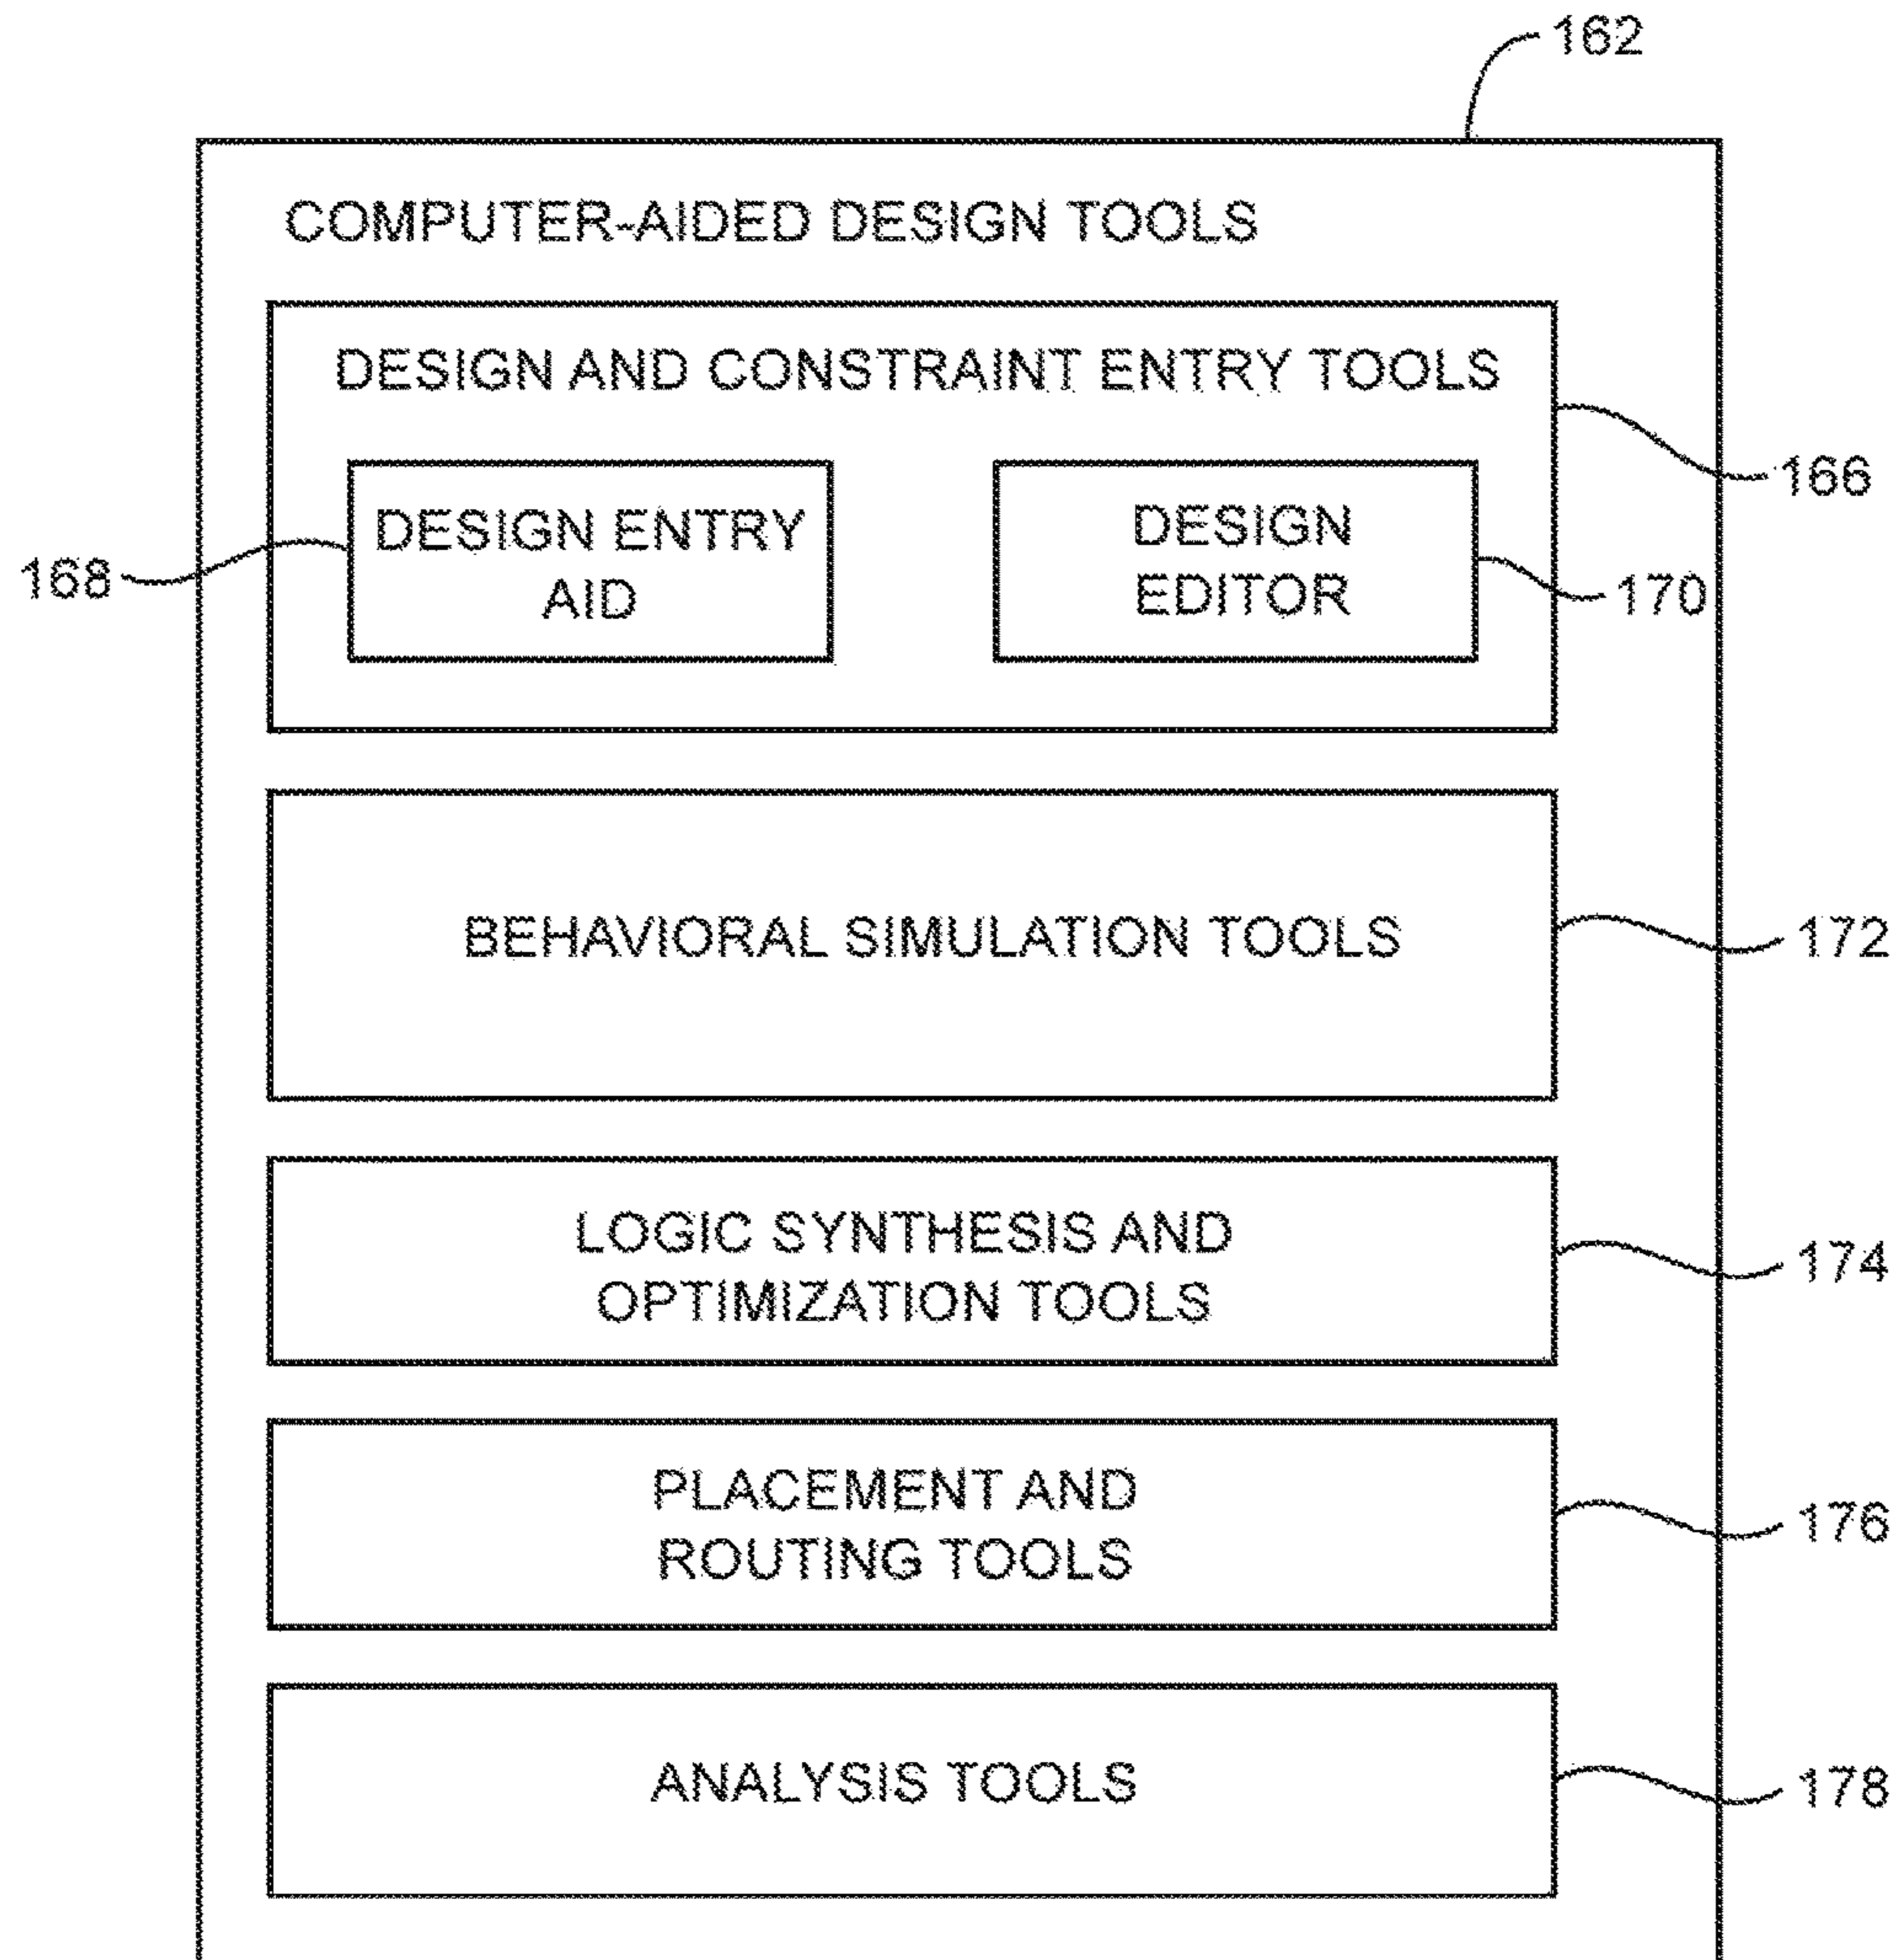 162
COMPUTER-AIDED DESIGN TOOLS
DESIGN AND CONSTRAINT ENTRY TOOLS
166
DESIGN ENTRY
AID
168
DESIGN
EDITOR
170
BEHAVIORAL SIMULATION TOOLS
172
LOGIC SYNTHESIS AND
OPTIMIZATION TOOLS
174
PLACEMENT AND
ROUTING TOOLS
176
ANALYSIS TOOLS
178